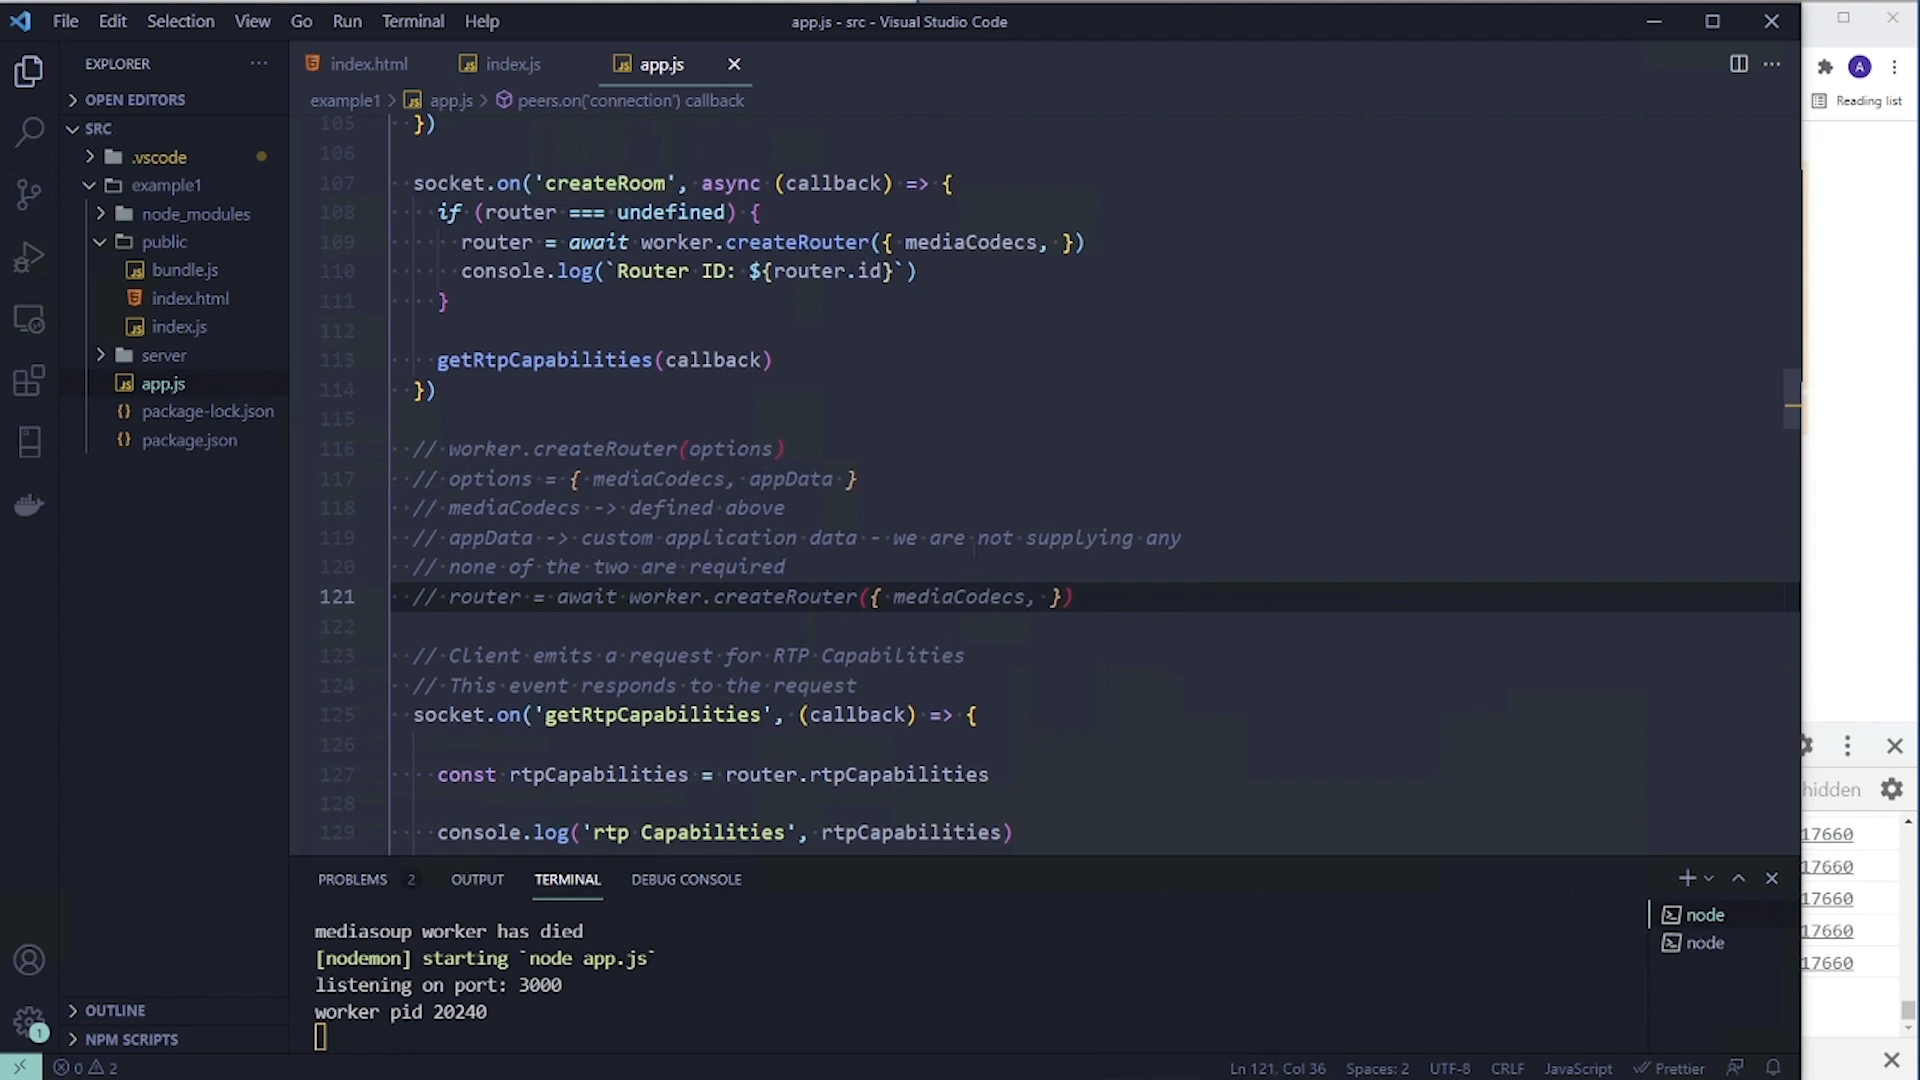 File Edit Selection View Go Run Terminal Help
app.js - src - Visual Studio Code
EXPLORER
OPEN EDITORS
SRC
.vscode
example1
node_modules
public
bundle.js
index.html
index.js
server
app.js
package-lock.json
package.json
OUTLINE
NPM SCRIPTS
index.html
index.js
app.js
example1 > app.js > peers.on('connection') callback
105 })
106
107 socket.on('createRoom', async (callback) => {
108 if (router === undefined) {
109 router = await worker.createRouter({ mediaCodecs, })
110 console.log(`Router ID: ${router.id}`)
111 }
112
113 getRtpCapabilities(callback)
114 })
115
116 // worker.createRouter(options)
117 // options = { mediaCodecs, appData }
118 // mediaCodecs -> defined above
119 // appData -> custom application data - we are not supplying any
120 // none of the two are required
121 // router = await worker.createRouter({ mediaCodecs, })
122
123 // Client emits a request for RTP Capabilities
124 // This event responds to the request
125 socket.on('getRtpCapabilities', (callback) => {
126
127 const rtpCapabilities = router.rtpCapabilities
128
129 console.log('rtp Capabilities', rtpCapabilities)
PROBLEMS 2 OUTPUT TERMINAL DEBUG CONSOLE
mediasoup worker has died
[nodemon] starting `node app.js`
listening on port: 3000
worker pid 20240
node
node
1
0 2
Ln 121, Col 36 Spaces: 2 UTF-8 CRLF JavaScript Prettier
A
Reading list
hidden
17660
17660
17660
17660
17660